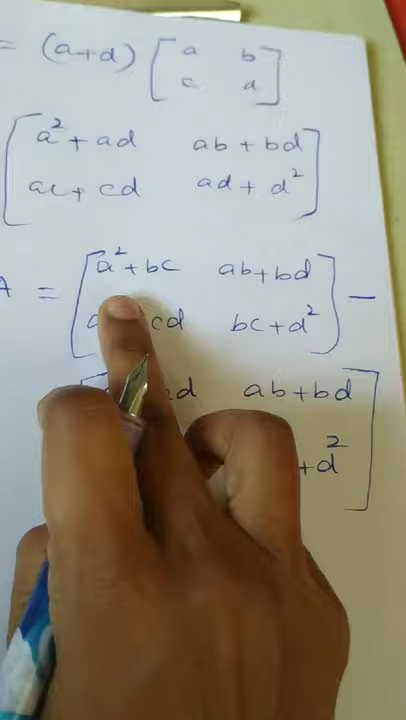 = (a+d) [ a b
c d ]
[ a² + ad ab + bd
ac + cd ad + d² ]
A = [ a² + bc ab+bd ] −
cd bc + d²
d ab + bd
+d² ]